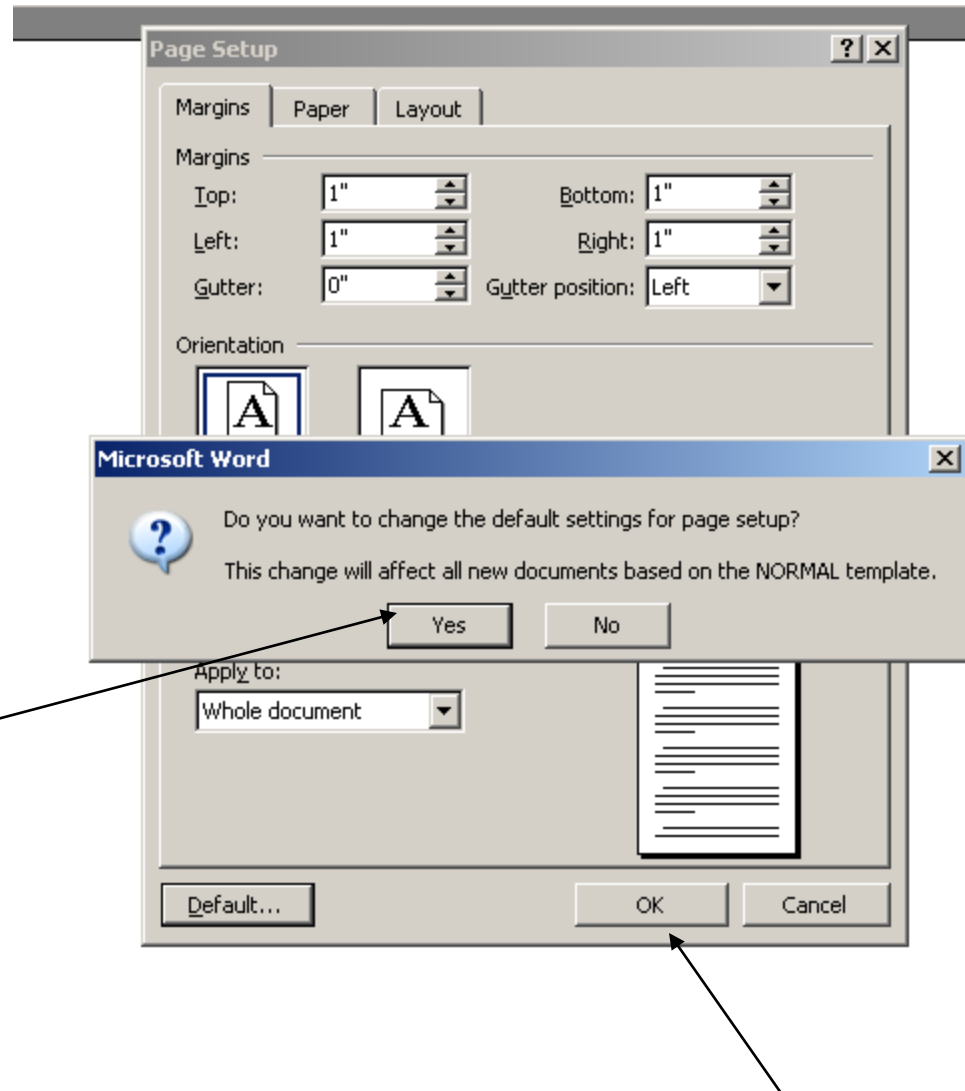 Page Setup
Margins Paper Layout
Margins
Top: 1" Bottom: 1"
Left: 1" Right: 1"
Gutter: 0" Gutter position: Left
Orientation
A A
Microsoft Word
Do you want to change the default settings for page setup?
This change will affect all new documents based on the NORMAL template.
Yes No
Apply to:
Whole document
Default... OK Cancel